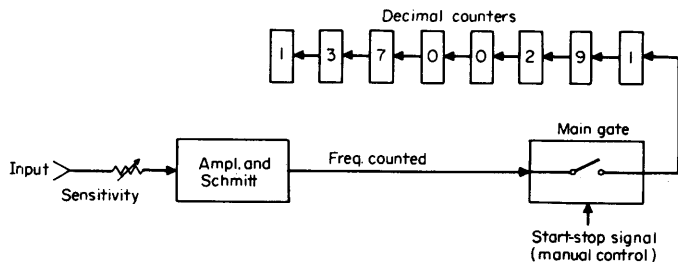 Decimal counters
1 3 7 0 0 2 9 1
Main gate
Input
Sensitivity
Ampl. and
Schmitt
Freq. counted
Start-stop signal
(manual control)